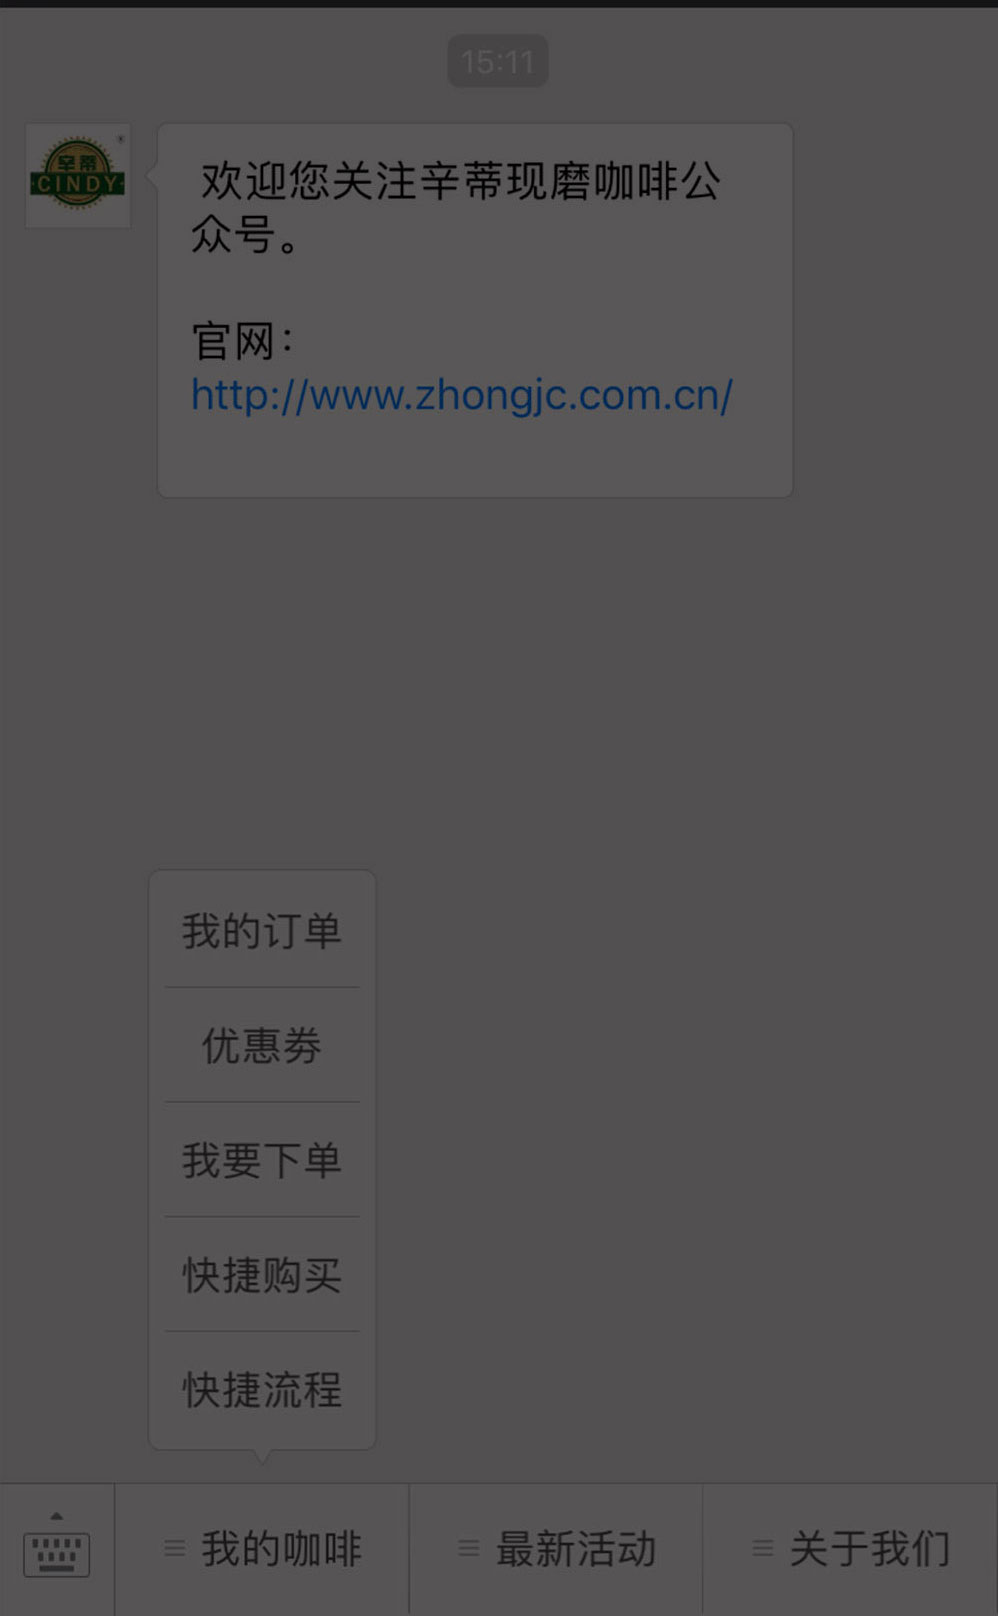 15:11
辛蒂
CINDY
欢迎您关注辛蒂现磨咖啡公
众号。
官网：
http://www.zhongjc.com.cn/
我的订单
优惠劵
我要下单
快捷购买
快捷流程
我的咖啡
最新活动
关于我们